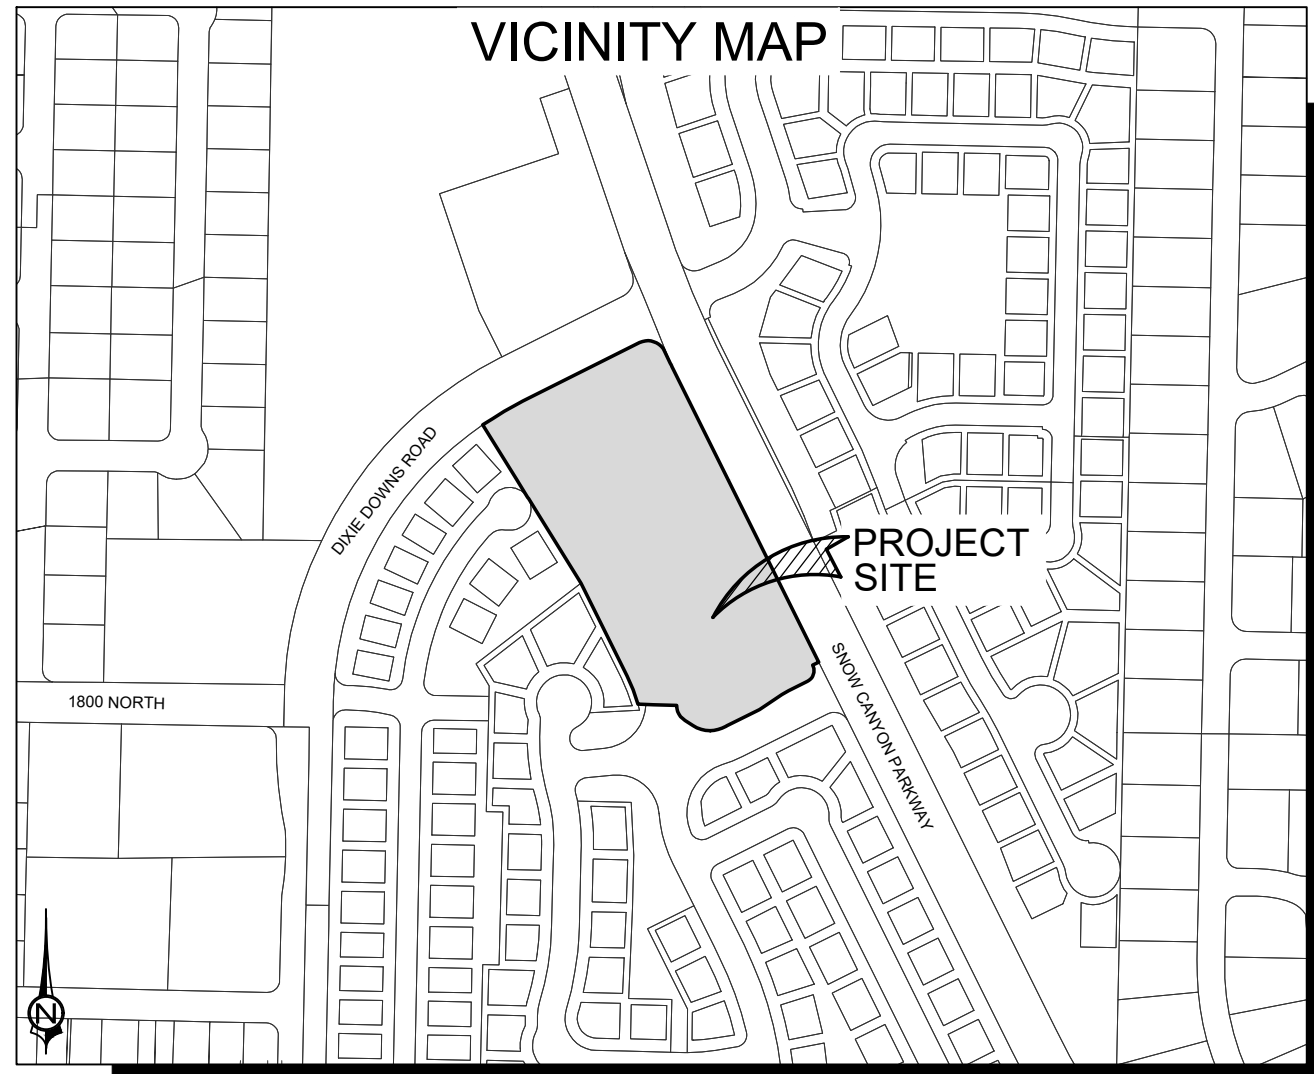 VICINITY MAP
DIXIE DOWNS ROAD
PROJECT
SITE
SNOW CANYON PARKWAY
1800 NORTH
N